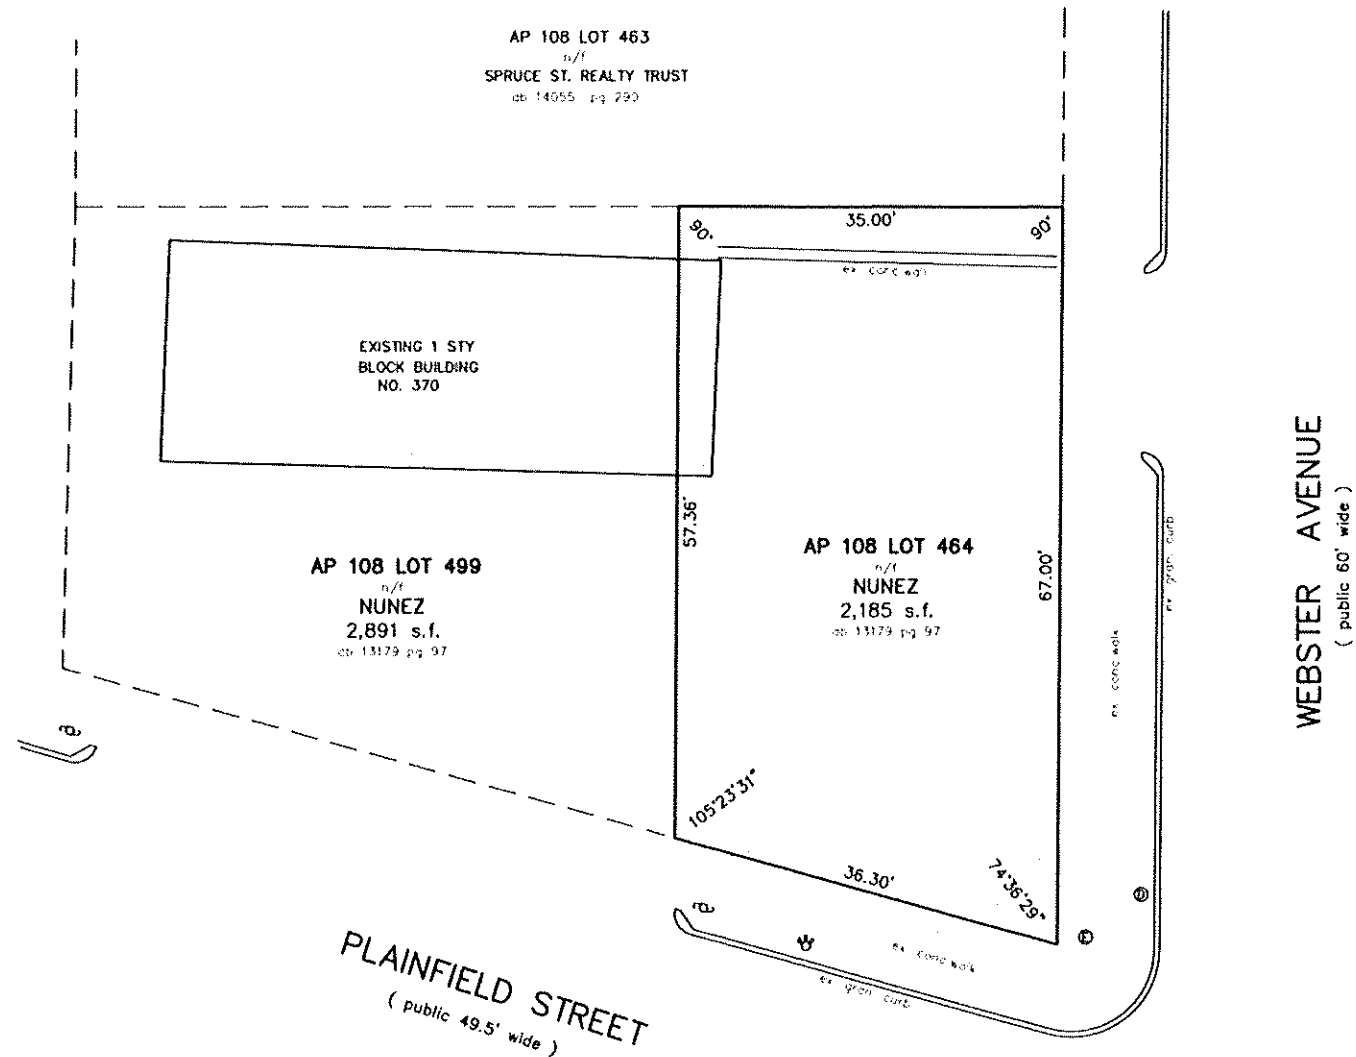 AP 108 LOT 463
n/f
SPRUCE ST. REALTY TRUST
db 14055 pg 290
35.00'
90°
90°
ex conc wall
EXISTING 1 STY
BLOCK BUILDING
NO. 370
57.36'
67.00'
AP 108 LOT 499
n/f
NUNEZ
2,891 s.f.
db 13179 pg 97
AP 108 LOT 464
n/f
NUNEZ
2,185 s.f.
db 13179 pg 97
ex gran curb
ex conc walk
WEBSTER AVENUE
( public 60' wide )
105°23'31"
36.30'
74°36'29"
ex conc walk
ex gran curb
PLAINFIELD STREET
( public 49.5' wide )